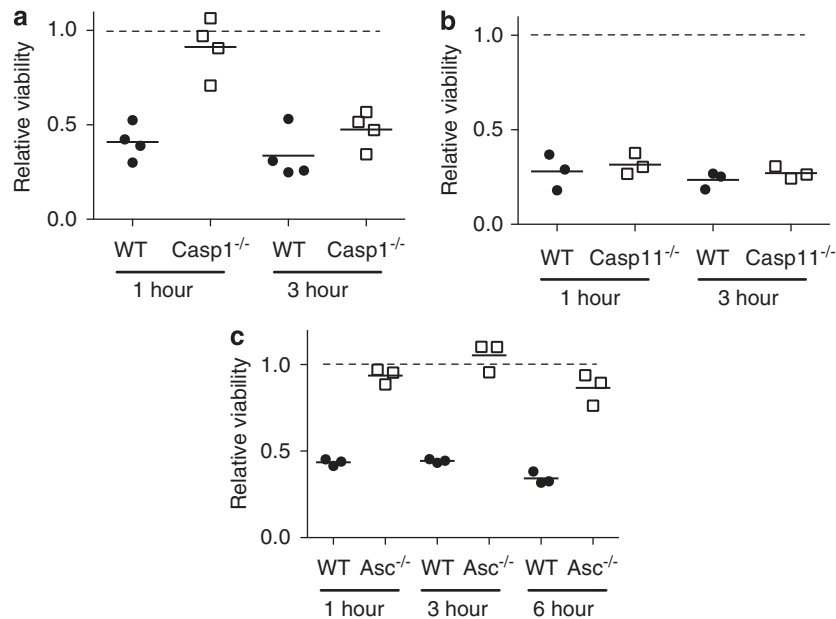 a
Relative viability
1.0
0.5
0.0
WT Casp1-/- WT Casp1-/-
1 hour 3 hour
b
Relative viability
1.0
0.5
0.0
WT Casp11-/- WT Casp11-/-
1 hour 3 hour
c
Relative viability
1.0
0.5
0.0
WT Asc-/- WT Asc-/- WT Asc-/-
1 hour 3 hour 6 hour